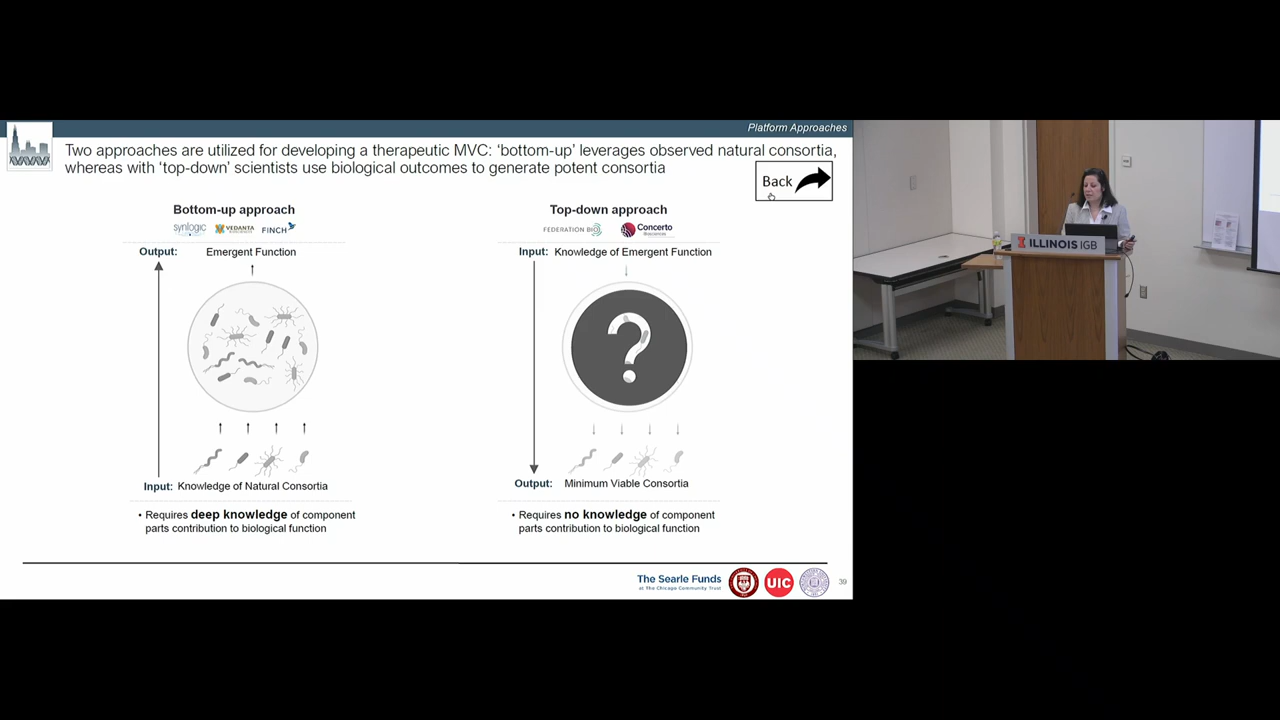 Platform Approaches
Two approaches are utilized for developing a therapeutic MVC: ‘bottom-up’ leverages observed natural consortia,
whereas with ‘top-down’ scientists use biological outcomes to generate potent consortia
Back
Bottom-up approach
synlogic VEDANTA BIOSCIENCES FINCH
Output: Emergent Function
Input: Knowledge of Natural Consortia
• Requires deep knowledge of component
parts contribution to biological function
Top-down approach
FEDERATION BIO Concerto Biosciences
Input: Knowledge of Emergent Function
?
Output: Minimum Viable Consortia
• Requires no knowledge of component
parts contribution to biological function
The Searle Funds
at The Chicago Community Trust
UIC
39
ILLINOIS IGB